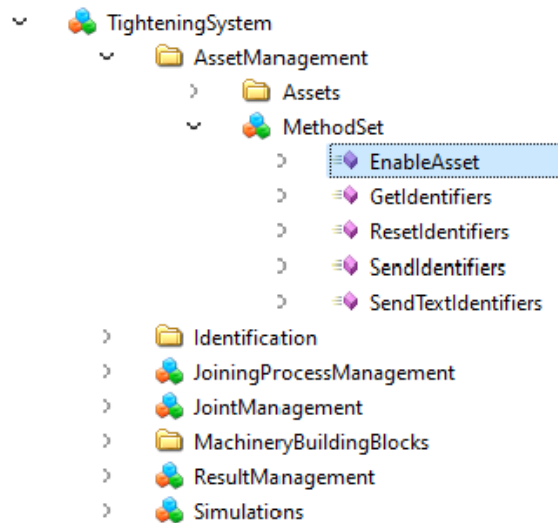 TighteningSystem
AssetManagement
Assets
MethodSet
EnableAsset
GetIdentifiers
ResetIdentifiers
SendIdentifiers
SendTextIdentifiers
Identification
JoiningProcessManagement
JointManagement
MachineryBuildingBlocks
ResultManagement
Simulations